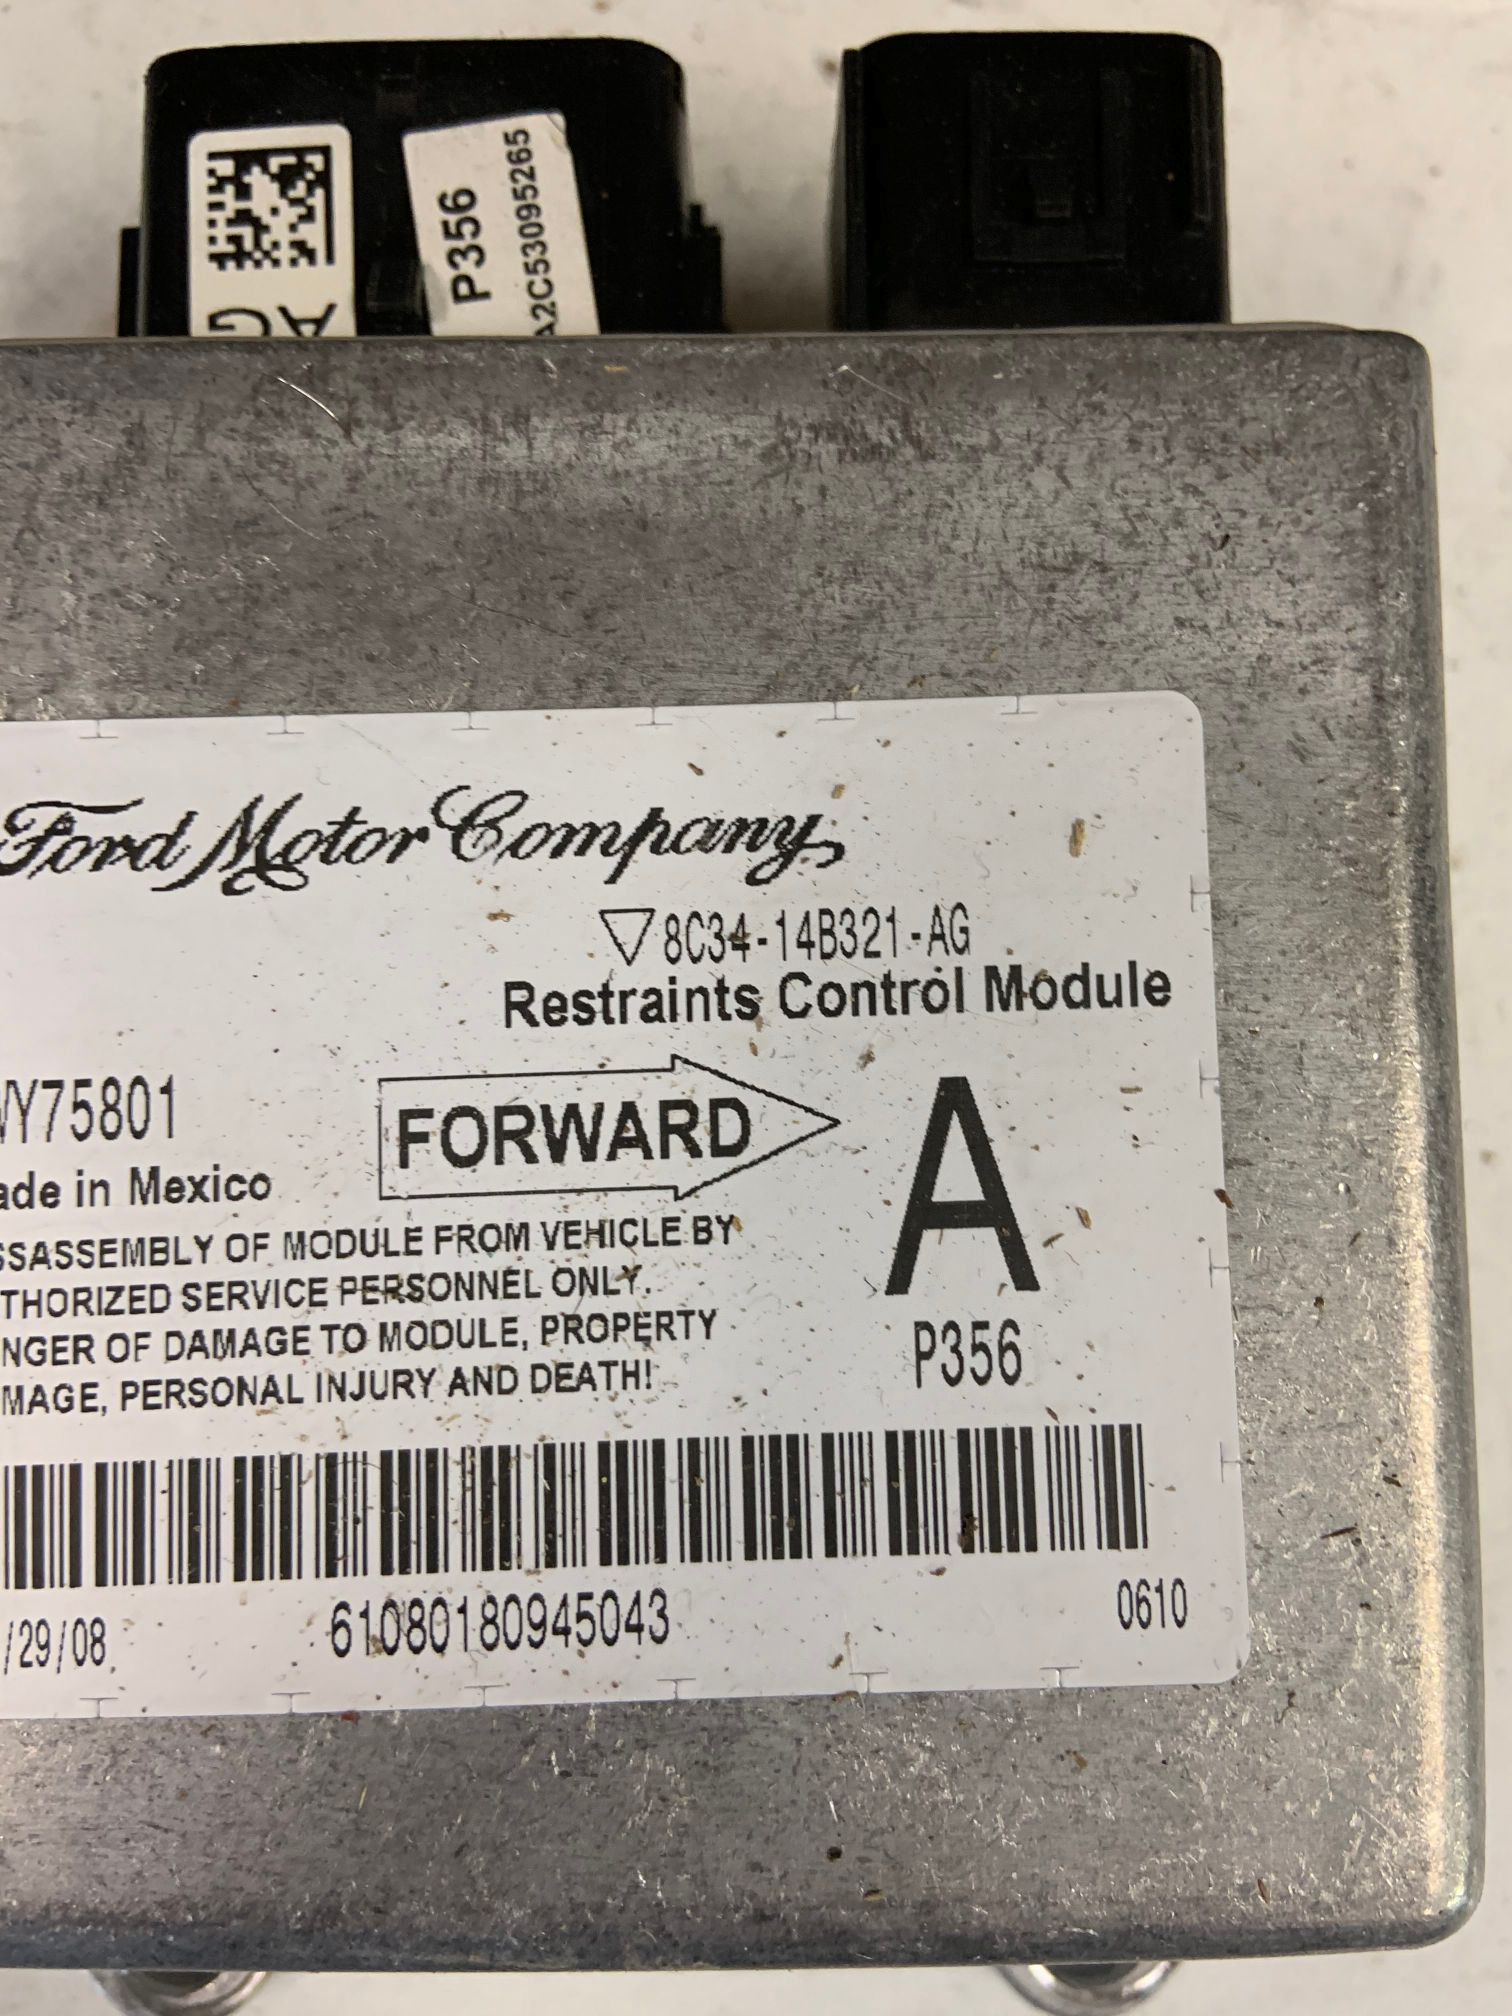 P356
A2C53095265
AG
Ford Motor Company
8C34-14B321-AG
Restraints Control Module
VY75801
ade in Mexico
FORWARD
A
SSASSEMBLY OF MODULE FROM VEHICLE BY
THORIZED SERVICE PERSONNEL ONLY.
NGER OF DAMAGE TO MODULE, PROPERTY
MAGE, PERSONAL INJURY AND DEATH!
P356
/29/08
61080180945043
0610